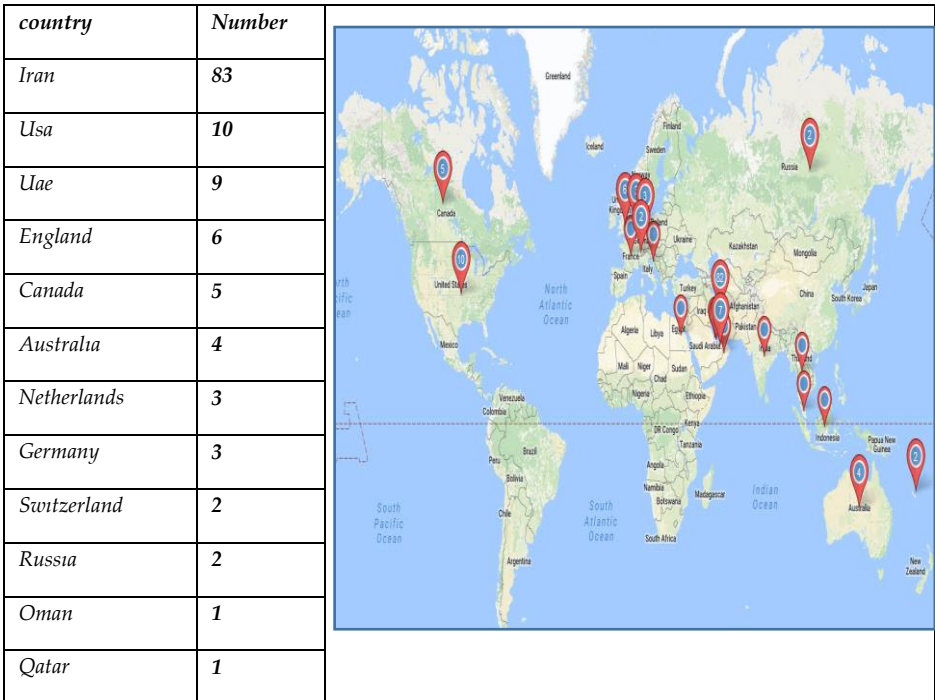 country Number
Iran 83
Usa 10
Uae 9
England 6
Canada 5
Australıa 4
Netherlands 3
Germany 3
Swıtzerland 2
Russıa 2
Oman 1
Qatar 1
Greenland
Iceland
Finland
Sweden
Russia
2
5
Canada
10
United States
6
3
2
France
Ukraine
Spain
Italy
Kazakhstan
Mongolia
North
Atlantic
Ocean
Turkey
82
Iraq
Afghanistan
China
South Korea
Japan
7
Pakistan
Mexico
Algeria
Libya
Egypt
Saudi Arabia
India
Mali
Niger
Chad
Sudan
Nigeria
Ethiopia
Venezuela
Colombia
DR Congo
Kenya
Tanzania
Indonesia
Papua New
Guinea
Peru
Brazil
Bolivia
Angola
Namibia
Botswana
Madagascar
Indian
Ocean
4
2
Australia
South
Pacific
Ocean
Chile
South
Atlantic
Ocean
South Africa
Argentina
New
Zealand